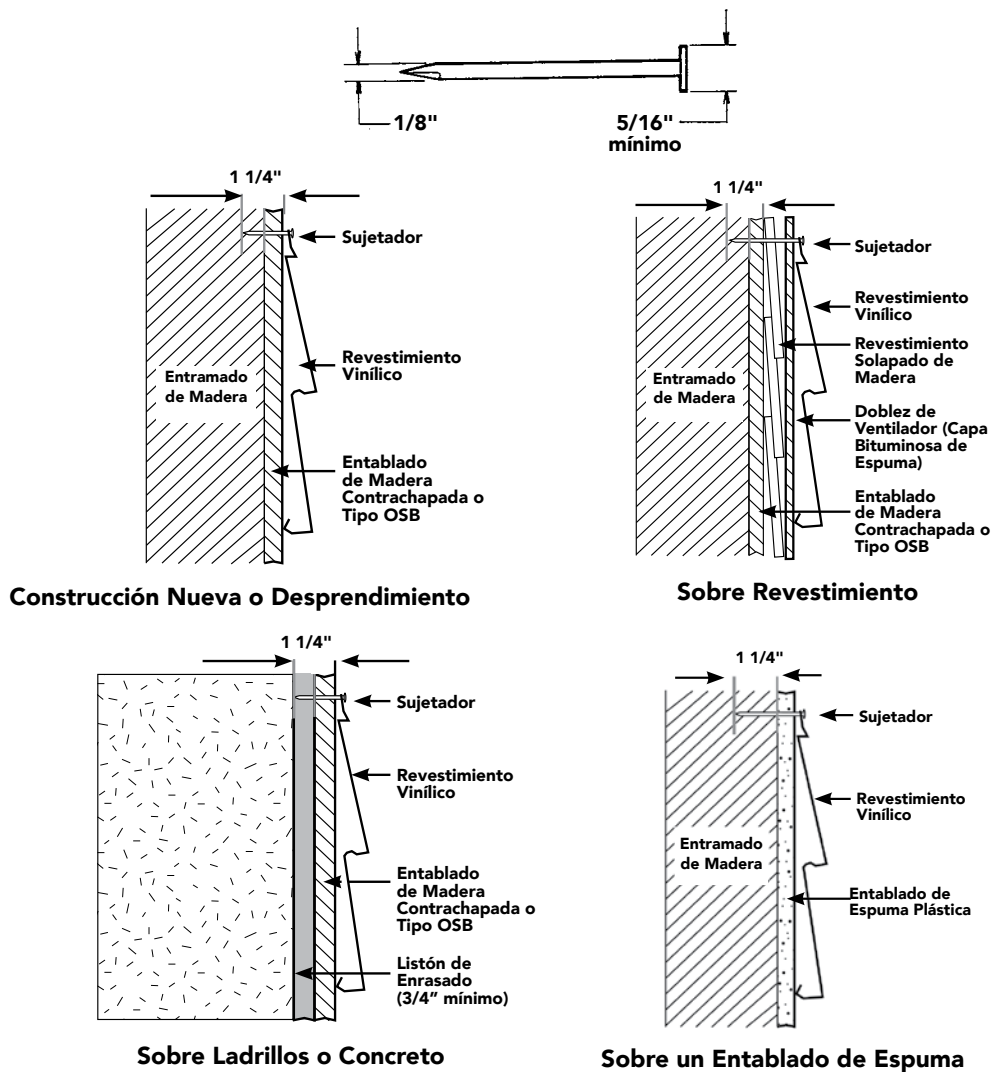 1/8"
5/16"
mínimo
1 1/4"
Sujetador
Revestimiento
Vinílico
Entramado
de Madera
Entablado
de Madera
Contrachapada o
Tipo OSB
Construcción Nueva o Desprendimiento
1 1/4"
Sujetador
Revestimiento
Vinílico
Revestimiento
Solapado de
Madera
Entramado
de Madera
Doblez de
Ventilador (Capa
Bituminosa de
Espuma)
Entablado
de Madera
Contrachapada o
Tipo OSB
Sobre Revestimiento
1 1/4"
Sujetador
Revestimiento
Vinílico
Entablado
de Madera
Contrachapada o
Tipo OSB
Listón de
Enrasado
(3/4” mínimo)
Sobre Ladrillos o Concreto
1 1/4"
Sujetador
Revestimiento
Vinílico
Entramado
de Madera
Entablado de
Espuma Plástica
Sobre un Entablado de Espuma